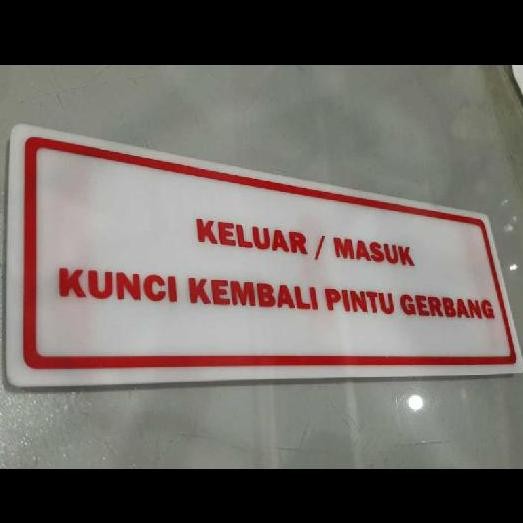 KELUAR / MASUK
KUNCI KEMBALI PINTU GERBANG